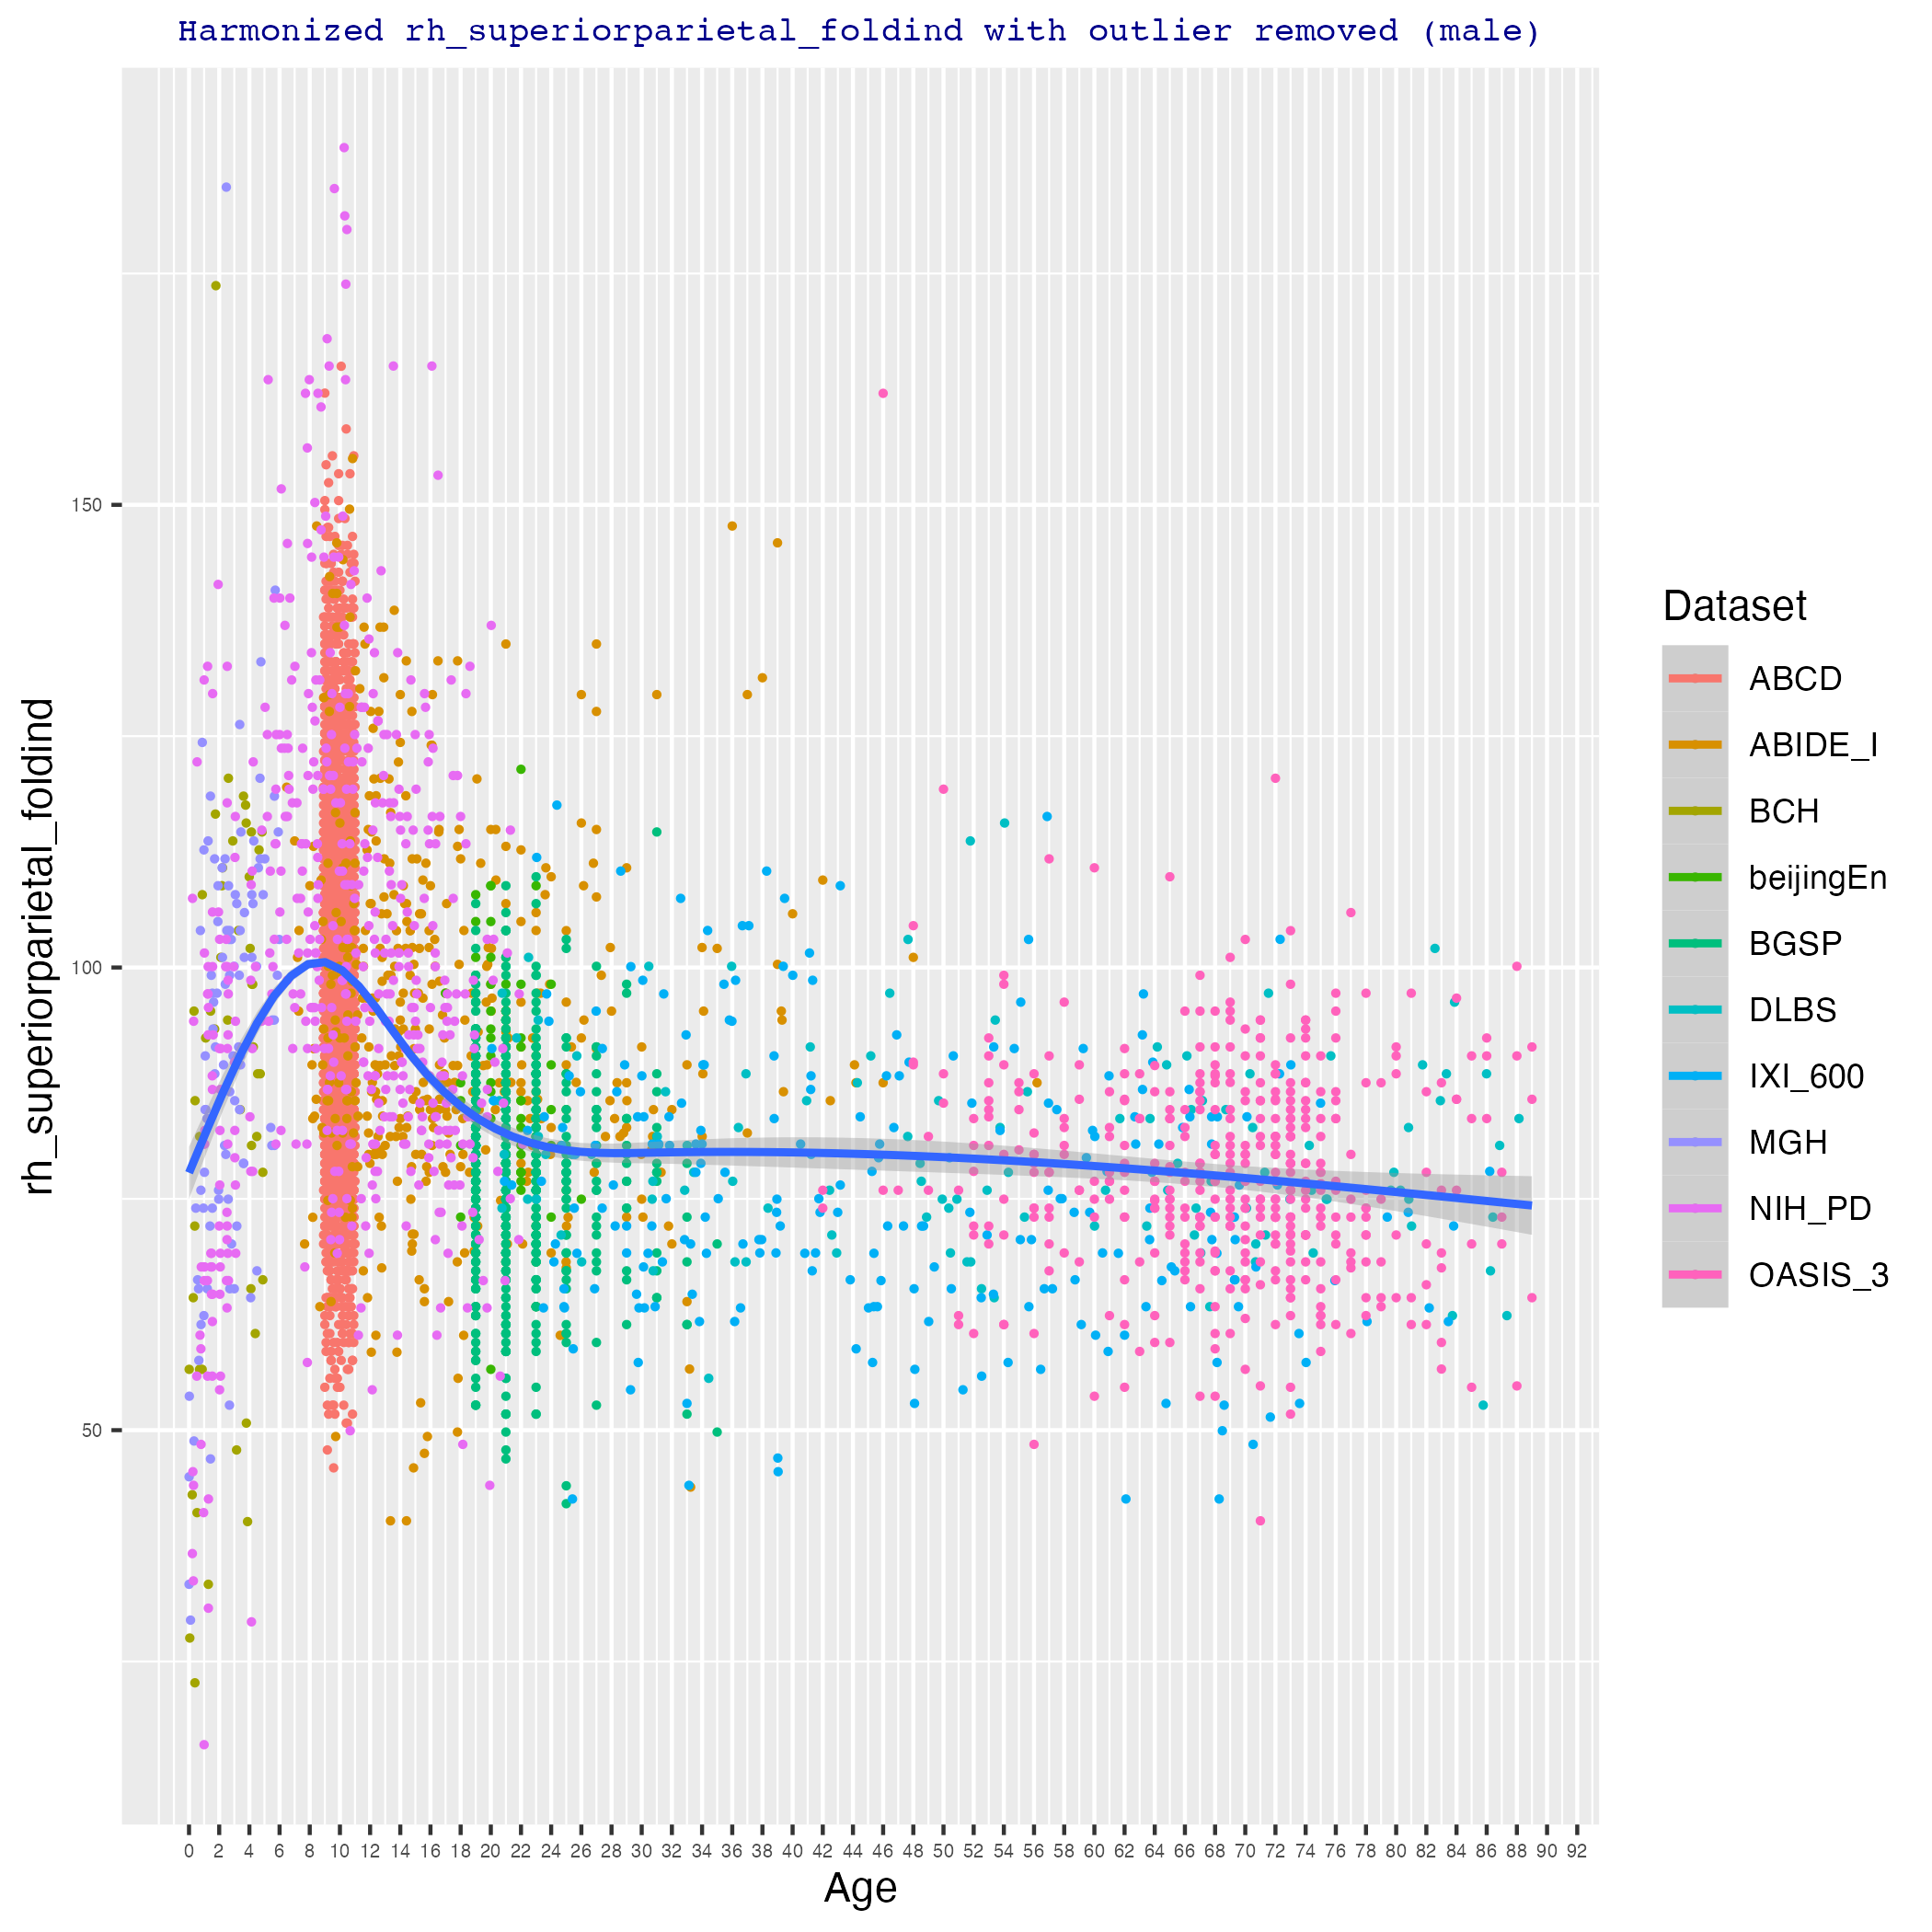 Harmonized rh_superiorparietal_foldind with outlier removed (male)
rh_superiorparietal_foldind
150
100
50
0 2 4 6 8 10 12 14 16 18 20 22 24 26 28 30 32 34 36 38 40 42 44 46 48 50 52 54 56 58 60 62 64 66 68 70 72 74 76 78 80 82 84 86 88 90 92
Age
Dataset
ABCD
ABIDE_I
BCH
beijingEn
BGSP
DLBS
IXI_600
MGH
NIH_PD
OASIS_3